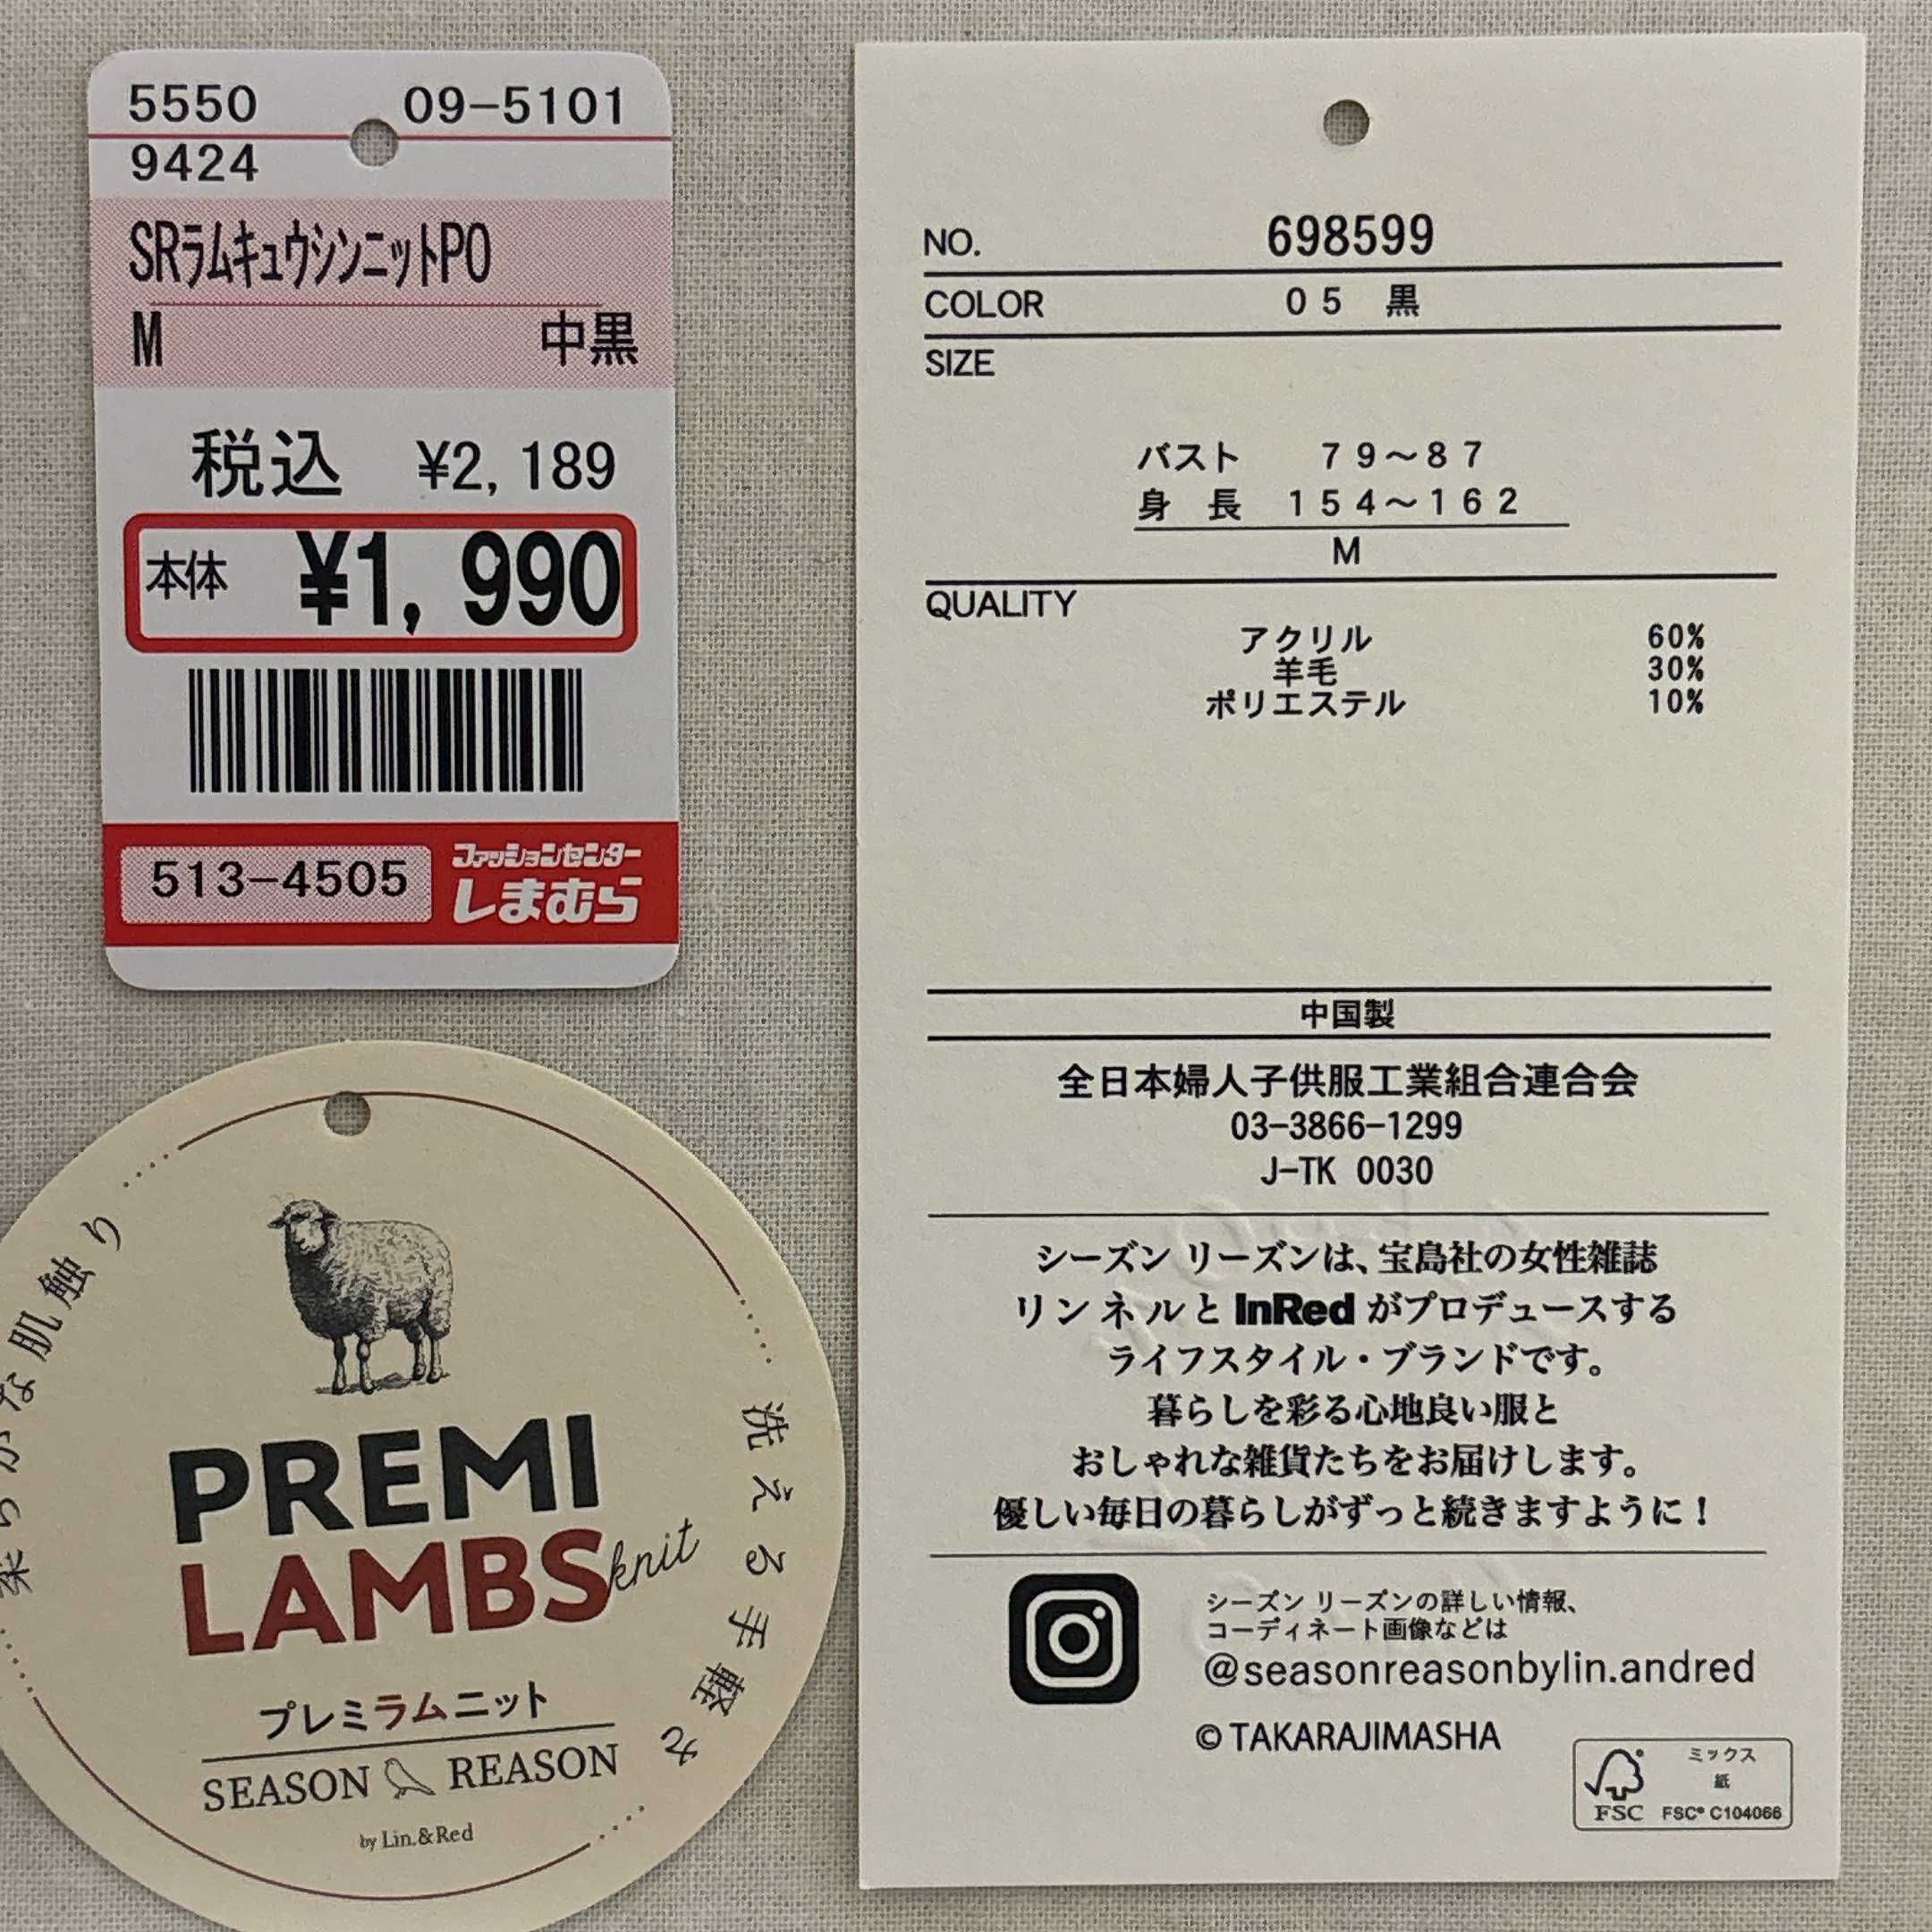 5550 09-5101
9424
SRラムキュウシンニットPO
M 中黒
税込 ¥2,189
本体 ¥1,990
513-4505
ファッションセンター
しまむら
柔らかな肌触り
洗える手軽さ
PREMI
LAMBS knit
プレミラムニット
SEASON REASON
by Lin.&Red
NO. 698599
COLOR 05 黒
SIZE
バスト 79~87
身長 154~162
M
QUALITY
アクリル 60%
羊毛 30%
ポリエステル 10%
中国製
全日本婦人子供服工業組合連合会
03-3866-1299
J-TK 0030
シーズン リーズンは、宝島社の女性雑誌
リンネルと InRed がプロデュースする
ライフスタイル・ブランドです。
暮らしを彩る心地良い服と
おしゃれな雑貨たちをお届けします。
優しい毎日の暮らしがずっと続きますように!
シーズン リーズンの詳しい情報、
コーディネート画像などは
@seasonreasonbylin.andred
© TAKARAJIMASHA
ミックス
紙
FSC FSC® C104066